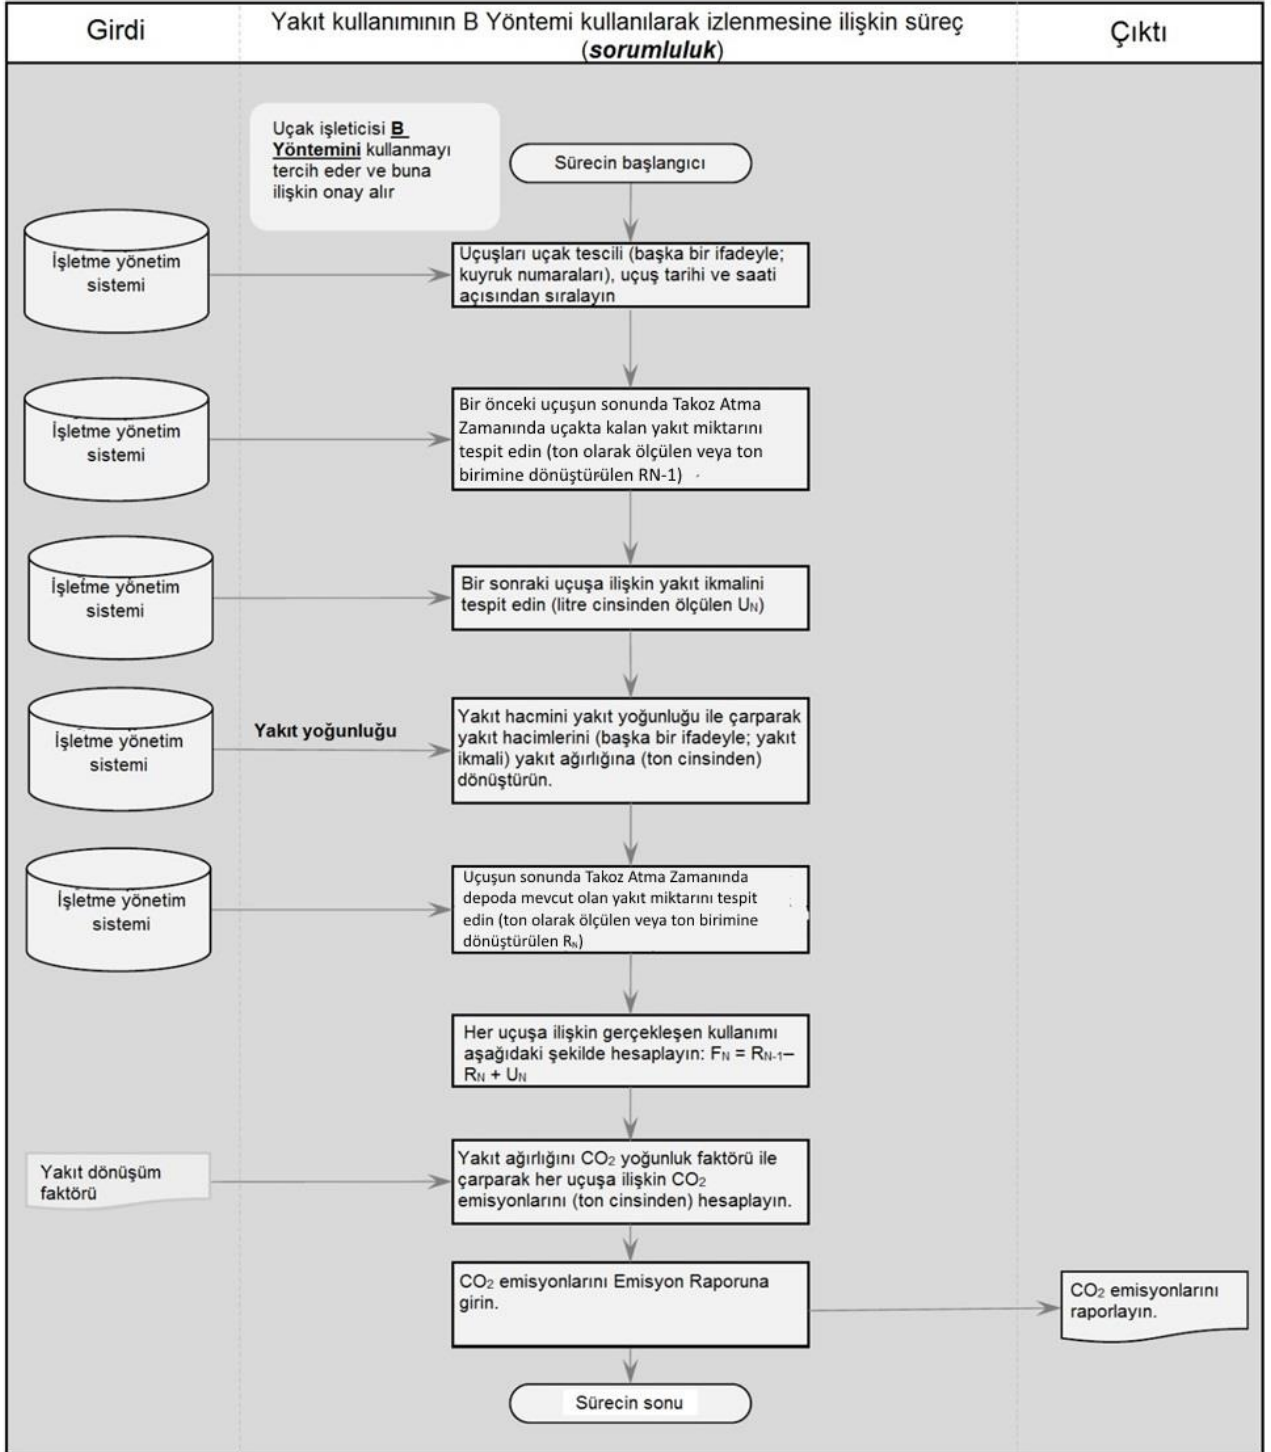 Girdi
Yakıt kullanımının B Yöntemi kullanılarak izlenmesine ilişkin süreç
(sorumluluk)
Çıktı
Uçak işleticisi B
Yöntemini kullanmayı
tercih eder ve buna
ilişkin onay alır
Sürecin başlangıcı
İşletme yönetim
sistemi
Uçuşları uçak tescili (başka bir ifadeyle;
kuyruk numaraları), uçuş tarihi ve saati
açısından sıralayın
İşletme yönetim
sistemi
Bir önceki uçuşun sonunda Takoz Atma
Zamanında uçakta kalan yakıt miktarını
tespit edin (ton olarak ölçülen veya ton
birimine dönüştürülen RN-1)
İşletme yönetim
sistemi
Bir sonraki uçuşa ilişkin yakıt ikmalini
tespit edin (litre cinsinden ölçülen UN)
İşletme yönetim
sistemi
Yakıt yoğunluğu
Yakıt hacmini yakıt yoğunluğu ile çarparak
yakıt hacimlerini (başka bir ifadeyle; yakıt
ikmali) yakıt ağırlığına (ton cinsinden)
dönüştürün.
İşletme yönetim
sistemi
Uçuşun sonunda Takoz Atma Zamanında
depoda mevcut olan yakıt miktarını tespit
edin (ton olarak ölçülen veya ton birimine
dönüştürülen RN)
Her uçuşa ilişkin gerçekleşen kullanımı
aşağıdaki şekilde hesaplayın: FN = RN-1–
RN + UN
Yakıt dönüşüm
faktörü
Yakıt ağırlığını CO2 yoğunluk faktörü ile
çarparak her uçuşa ilişkin CO2
emisyonlarını (ton cinsinden) hesaplayın.
CO2 emisyonlarını Emisyon Raporuna
girin.
CO2 emisyonlarını
raporlayın.
Sürecin sonu